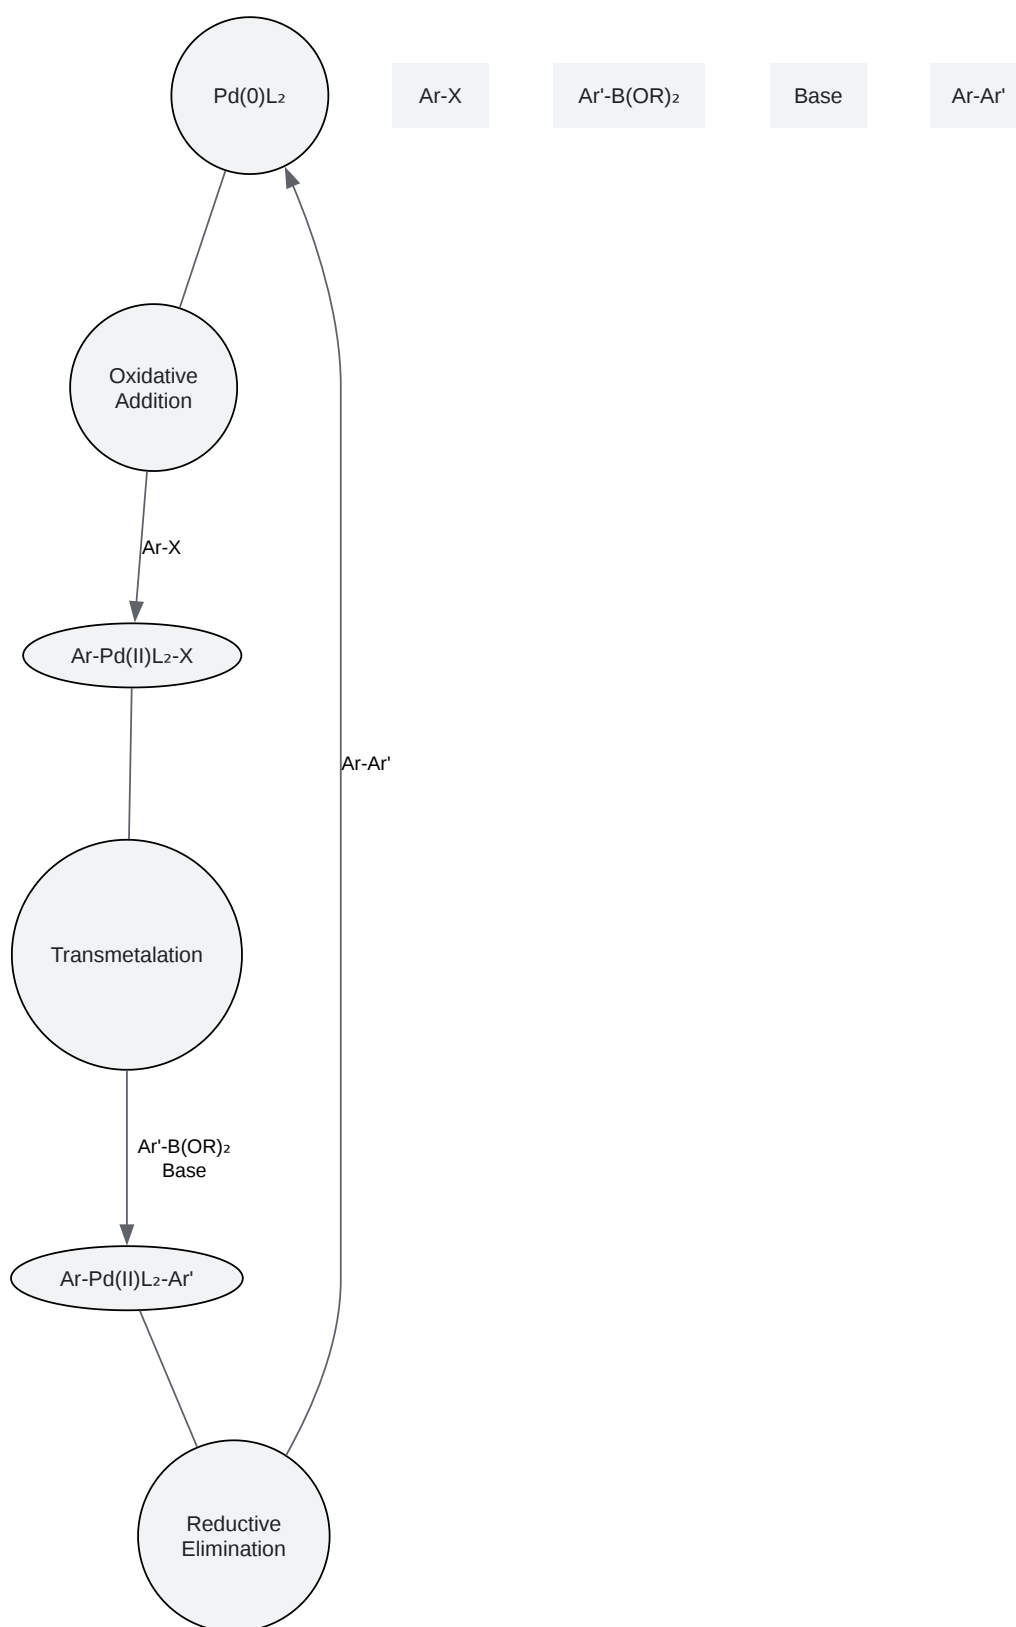 Pd(0)L₂
Ar-X
Ar'-B(OR)₂
Base
Ar-Ar'
Oxidative
Addition
Ar-X
Ar-Pd(II)L₂-X
Ar-Ar'
Transmetalation
Ar'-B(OR)₂
Base
Ar-Pd(II)L₂-Ar'
Reductive
Elimination